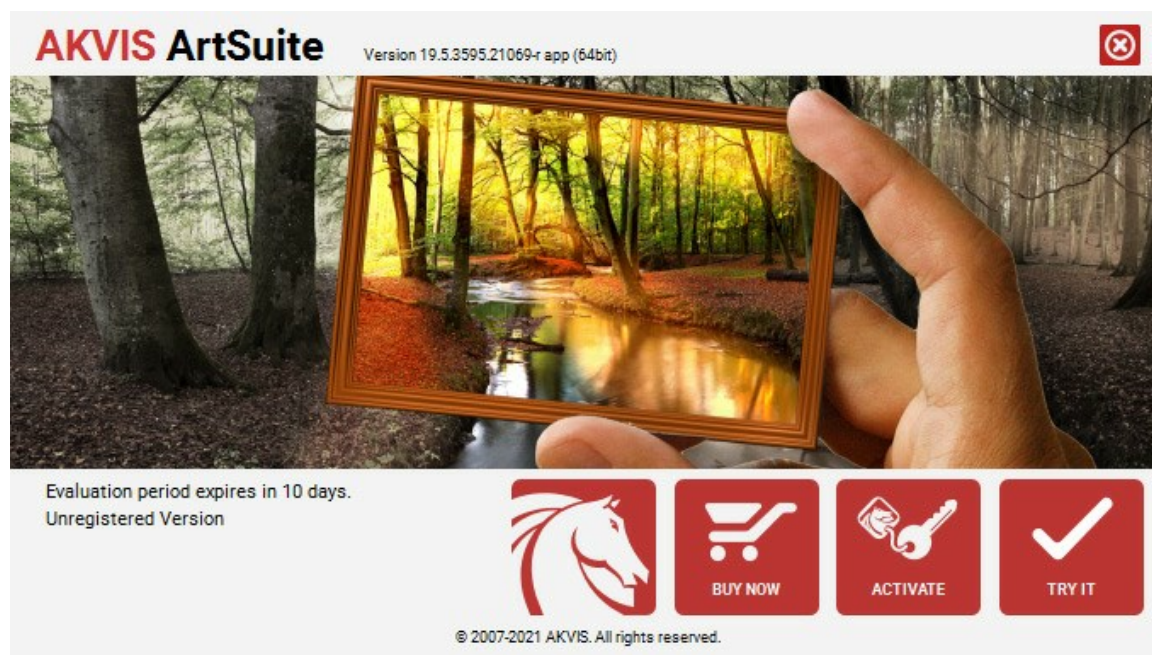 AKVIS ArtSuite
Version 19.5.3595.21069-r app (64bit)
Evaluation period expires in 10 days.
Unregistered Version
BUY NOW
ACTIVATE
TRY IT
© 2007-2021 AKVIS. All rights reserved.